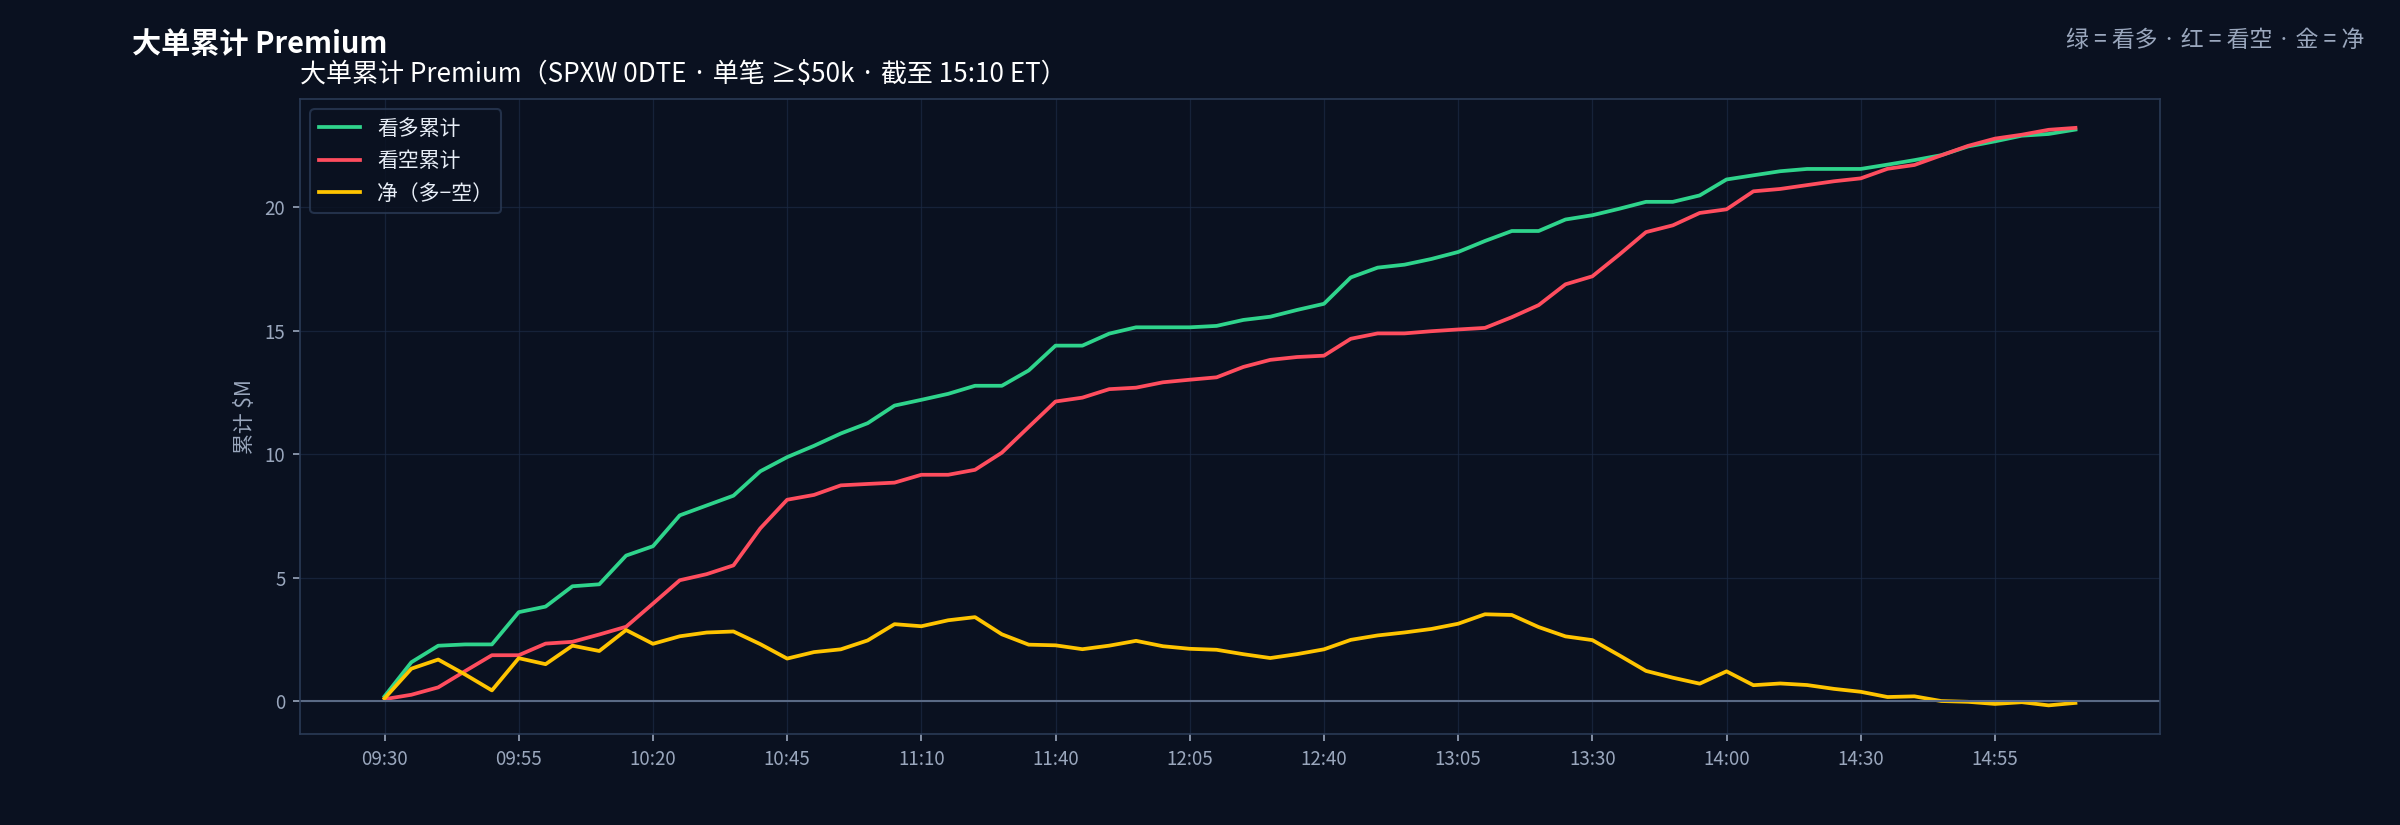 大单累计 Premium
绿 = 看多 · 红 = 看空 · 金 = 净
大单累计 Premium（SPXW 0DTE · 单笔 ≥$50k · 截至 15:10 ET）
看多累计
看空累计
净（多−空）
累计 $M
20
15
10
5
0
09:30
09:55
10:20
10:45
11:10
11:40
12:05
12:40
13:05
13:30
14:00
14:30
14:55